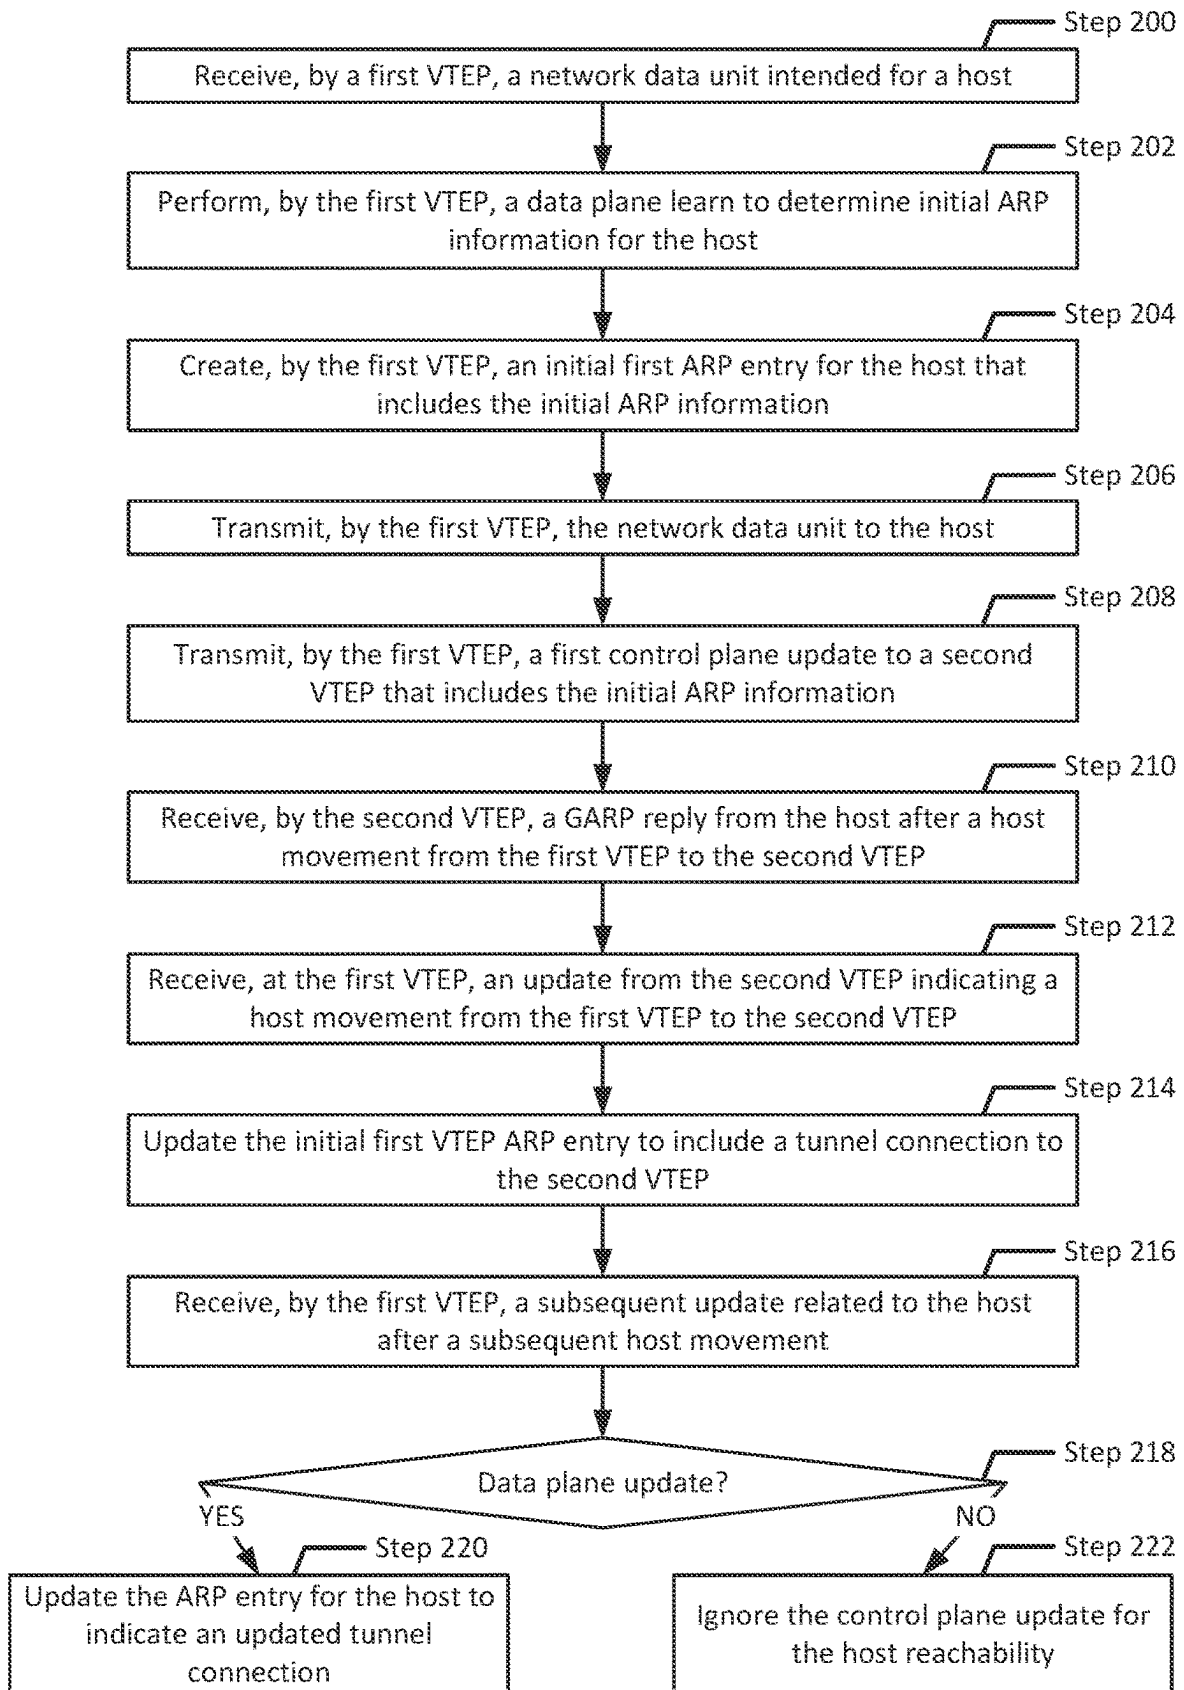 Step 200
Receive, by a first VTEP, a network data unit intended for a host
Step 202
Perform, by the first VTEP, a data plane learn to determine initial ARP
information for the host
Step 204
Create, by the first VTEP, an initial first ARP entry for the host that
includes the initial ARP information
Step 206
Transmit, by the first VTEP, the network data unit to the host
Step 208
Transmit, by the first VTEP, a first control plane update to a second
VTEP that includes the initial ARP information
Step 210
Receive, by the second VTEP, a GARP reply from the host after a host
movement from the first VTEP to the second VTEP
Step 212
Receive, at the first VTEP, an update from the second VTEP indicating a
host movement from the first VTEP to the second VTEP
Step 214
Update the initial first VTEP ARP entry to include a tunnel connection to
the second VTEP
Step 216
Receive, by the first VTEP, a subsequent update related to the host
after a subsequent host movement
Step 218
Data plane update?
YES
NO
Step 220
Update the ARP entry for the host to
indicate an updated tunnel
connection
Step 222
Ignore the control plane update for
the host reachability